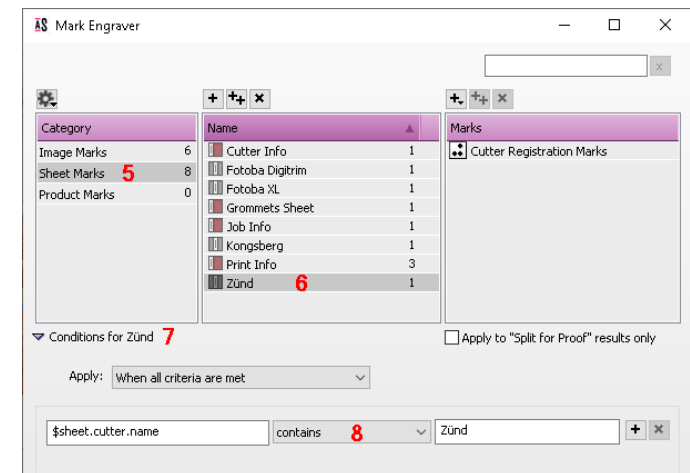 AS Mark Engraver
x
Category
Name
Marks
Image Marks 6
Sheet Marks 5 8
Product Marks 0
Cutter Info 1
Fotoba Digitrim 1
Fotoba XL 1
Grommets Sheet 1
Job Info 1
Kongsberg 1
Print Info 3
Zünd 6 1
Cutter Registration Marks
Conditions for Zünd 7
Apply to "Split for Proof" results only
Apply: When all criteria are met
$sheet.cutter.name contains 8 Zünd